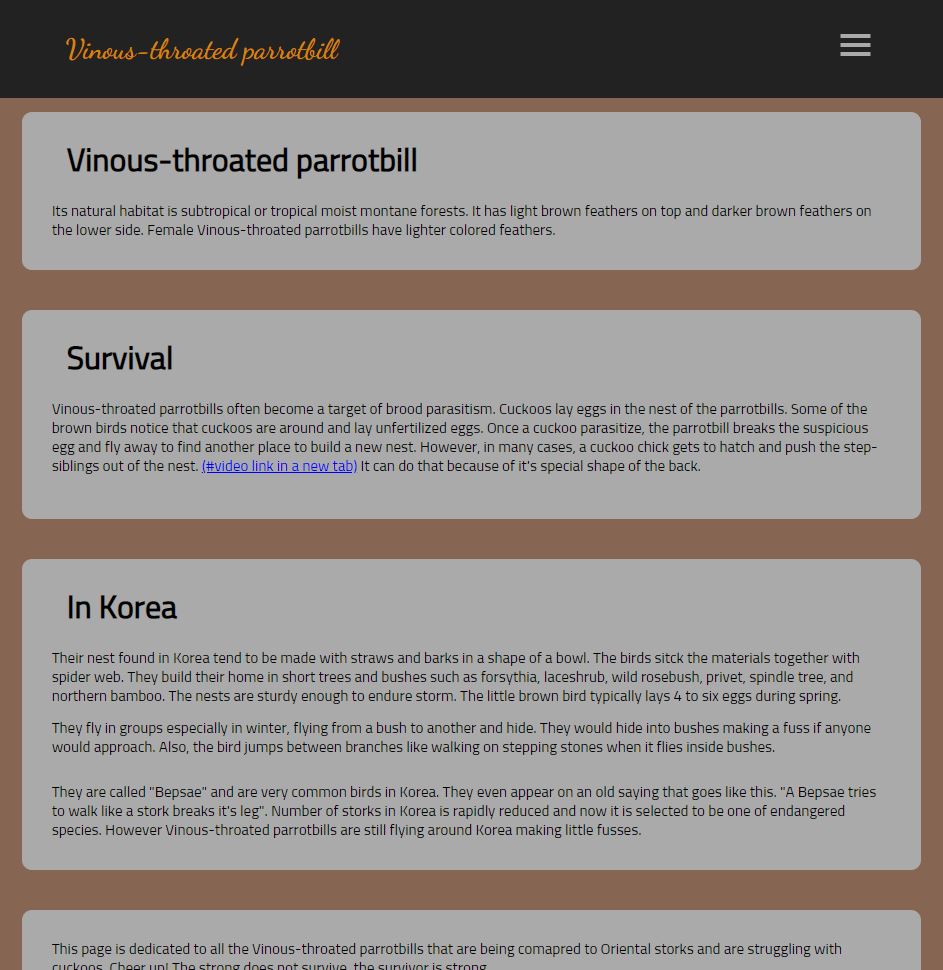 Vinous-throated parrotbill
Vinous-throated parrotbill
Its natural habitat is subtropical or tropical moist montane forests. It has light brown feathers on top and darker brown feathers on
the lower side. Female Vinous-throated parrotbills have lighter colored feathers.
Survival
Vinous-throated parrotbills often become a target of brood parasitism. Cuckoos lay eggs in the nest of the parrotbills. Some of the
brown birds notice that cuckoos are around and lay unfertilized eggs. Once a cuckoo parasitize, the parrotbill breaks the suspicious
egg and fly away to find another place to build a new nest. However, in many cases, a cuckoo chick gets to hatch and push the step-
siblings out of the nest. (#video link in a new tab) It can do that because of it's special shape of the back.
In Korea
Their nest found in Korea tend to be made with straws and barks in a shape of a bowl. The birds sitck the materials together with
spider web. They build their home in short trees and bushes such as forsythia, laceshrub, wild rosebush, privet, spindle tree, and
northern bamboo. The nests are sturdy enough to endure storm. The little brown bird typically lays 4 to six eggs during spring.
They fly in groups especially in winter, flying from a bush to another and hide. They would hide into bushes making a fuss if anyone
would approach. Also, the bird jumps between branches like walking on stepping stones when it flies inside bushes.
They are called "Bepsae" and are very common birds in Korea. They even appear on an old saying that goes like this. "A Bepsae tries
to walk like a stork breaks it's leg". Number of storks in Korea is rapidly reduced and now it is selected to be one of endangered
species. However Vinous-throated parrotbills are still flying around Korea making little fusses.
This page is dedicated to all the Vinous-throated parrotbills that are being comapred to Oriental storks and are struggling with
cuckoos. Cheer up! The strong does not survive, the survivor is strong.